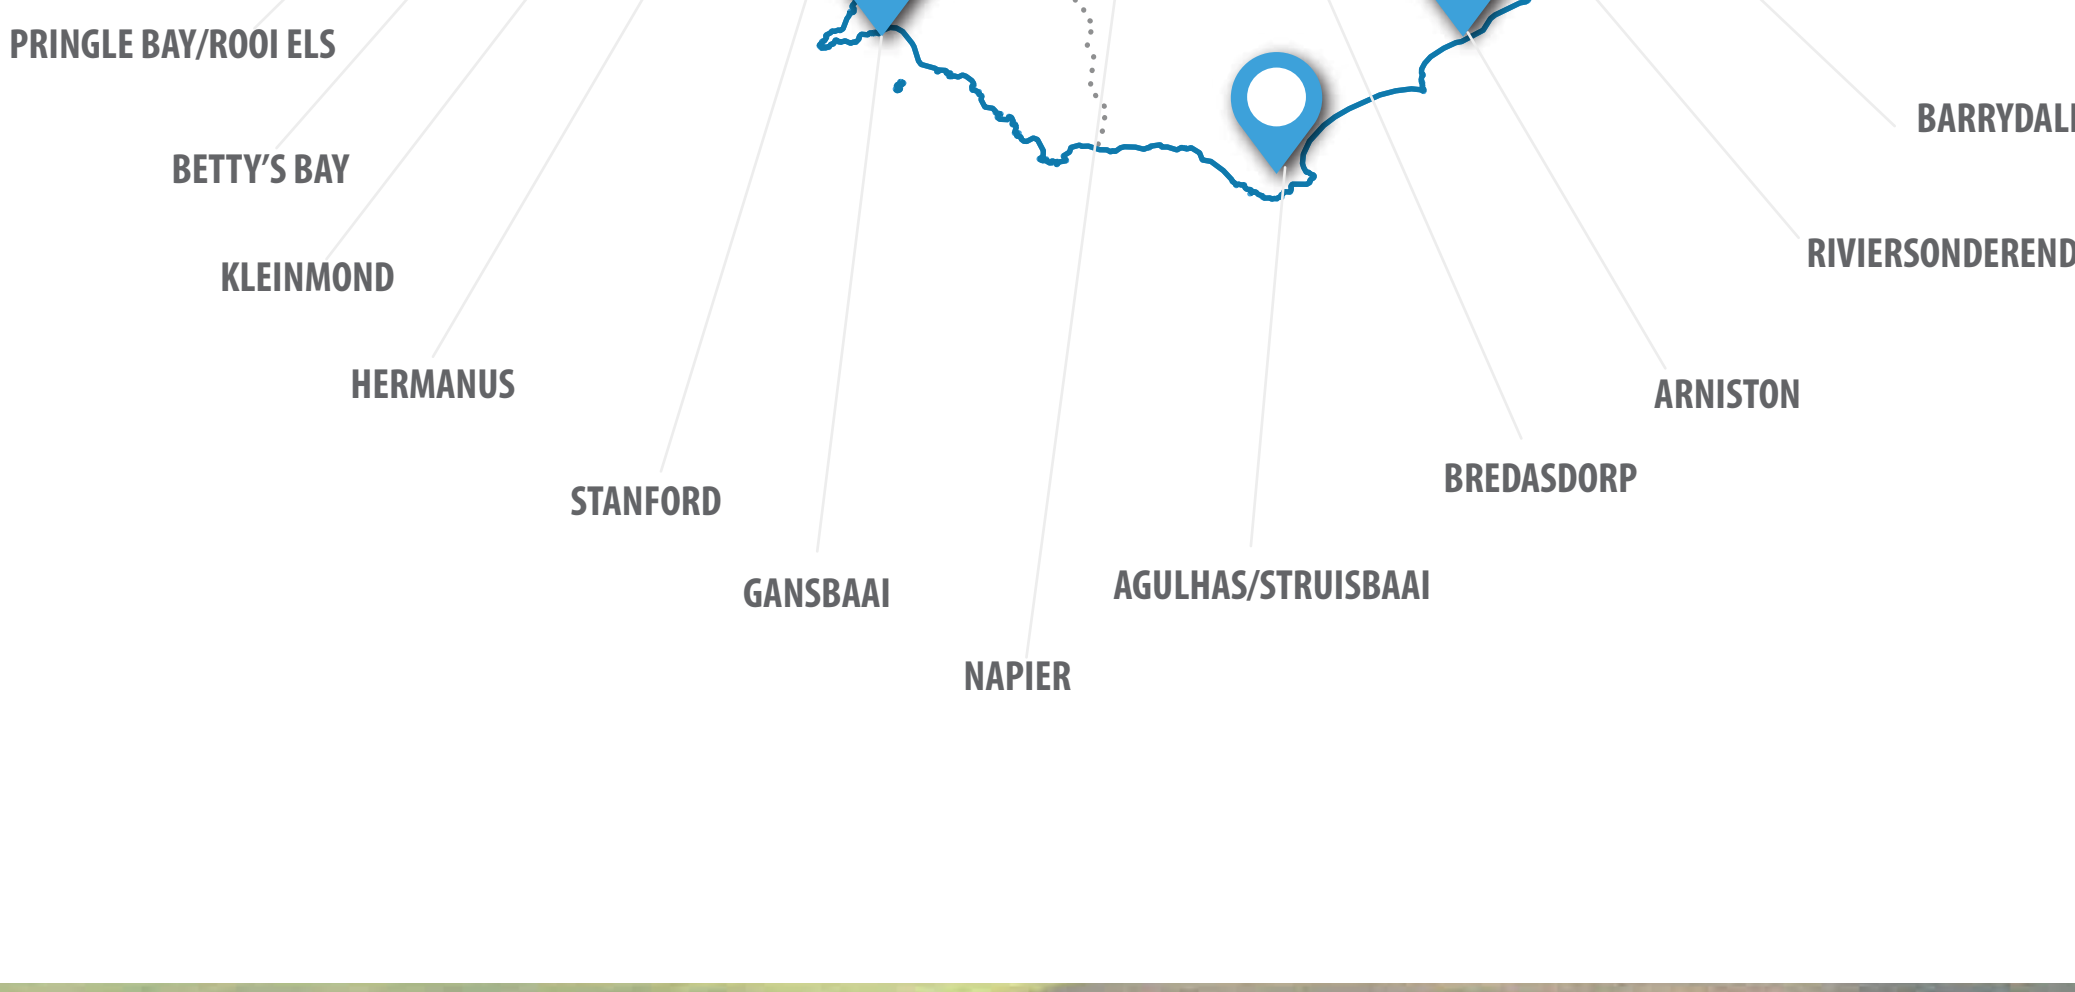 PRINGLE BAY/ROOI ELS
BARRYDAL
BETTY'S BAY
RIVIERSONDEREND
KLEINMOND
HERMANUS
ARNISTON
BREDASDORP
STANFORD
AGULHAS/STRUISBAAI
GANSBAAI
NAPIER